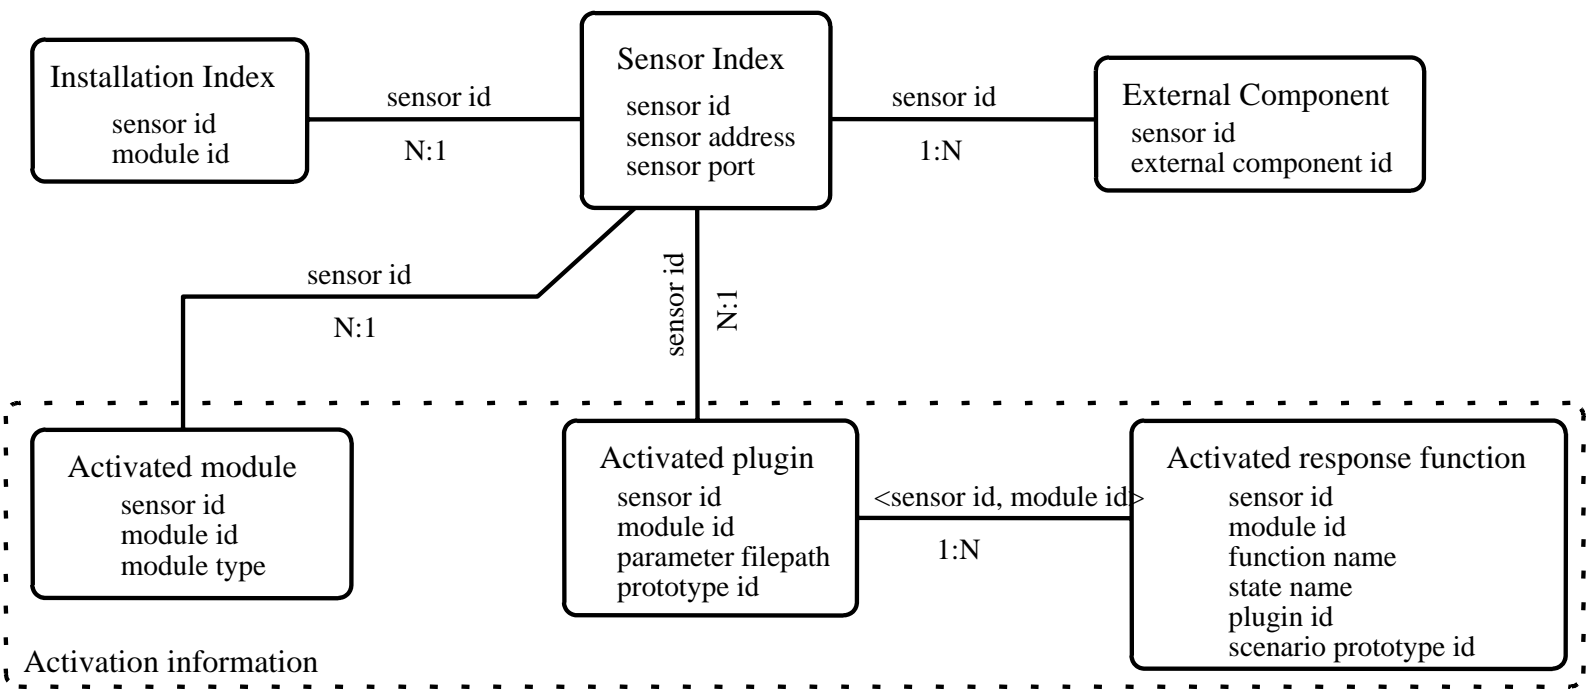 Installation Index
sensor id
module id
sensor id
N:1
Sensor Index
sensor id
sensor address
sensor port
sensor id
1:N
External Component
sensor id
external component id
sensor id
N:1
sensor id
N:1
Activated module
sensor id
module id
module type
Activated plugin
sensor id
module id
parameter filepath
prototype id
<sensor id, module id>
1:N
Activated response function
sensor id
module id
function name
state name
plugin id
scenario prototype id
Activation information